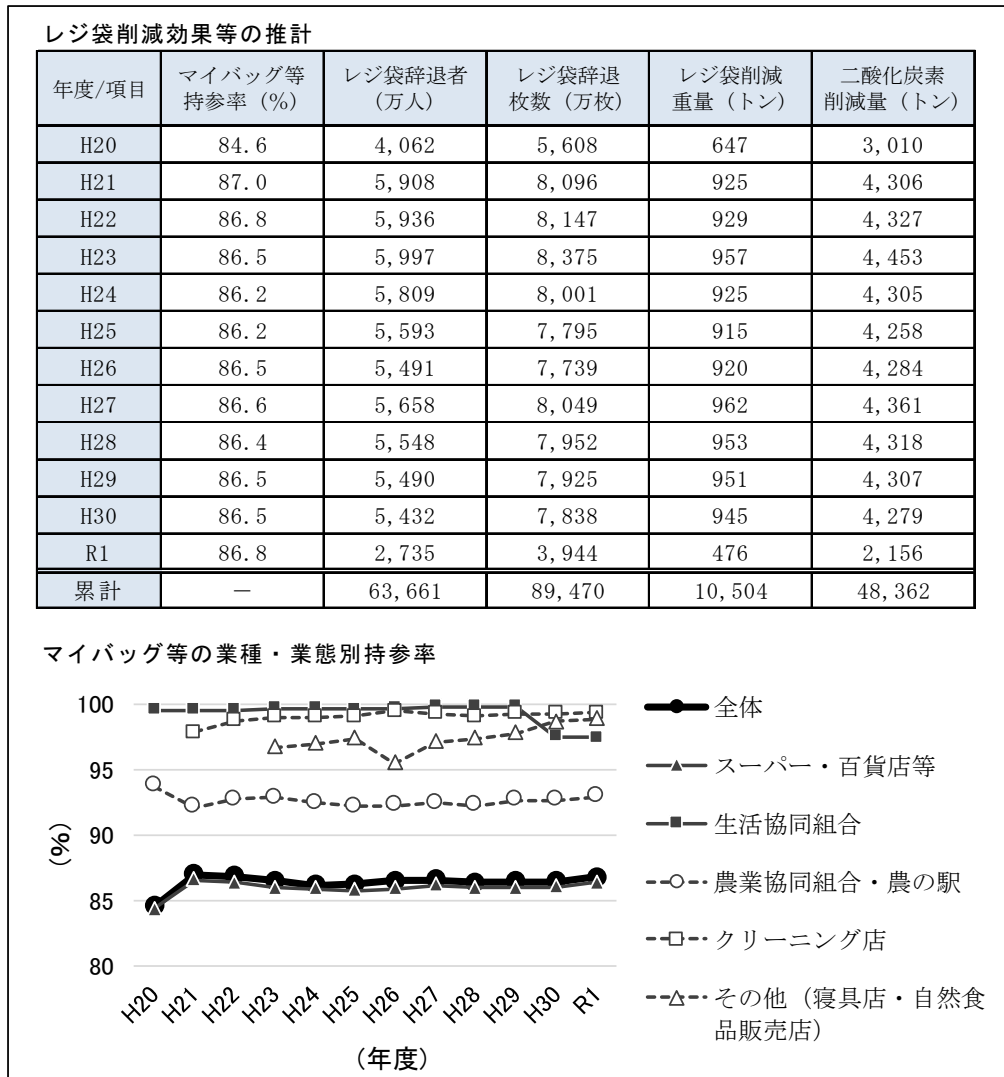 レジ袋削減効果等の推計
年度/項目 マイバッグ等持参率（%） レジ袋辞退者（万人） レジ袋辞退枚数（万枚） レジ袋削減重量（トン） 二酸化炭素削減量（トン）
H20 84.6 4,062 5,608 647 3,010
H21 87.0 5,908 8,096 925 4,306
H22 86.8 5,936 8,147 929 4,327
H23 86.5 5,997 8,375 957 4,453
H24 86.2 5,809 8,001 925 4,305
H25 86.2 5,593 7,795 915 4,258
H26 86.5 5,491 7,739 920 4,284
H27 86.6 5,658 8,049 962 4,361
H28 86.4 5,548 7,952 953 4,318
H29 86.5 5,490 7,925 951 4,307
H30 86.5 5,432 7,838 945 4,279
R1 86.8 2,735 3,944 476 2,156
累計 － 63,661 89,470 10,504 48,362
マイバッグ等の業種・業態別持参率
(%)
100
95
90
85
80
H20 H21 H22 H23 H24 H25 H26 H27 H28 H29 H30 R1
(年度)
全体
スーパー・百貨店等
生活協同組合
農業協同組合・農の駅
クリーニング店
その他（寝具店・自然食
品販売店）